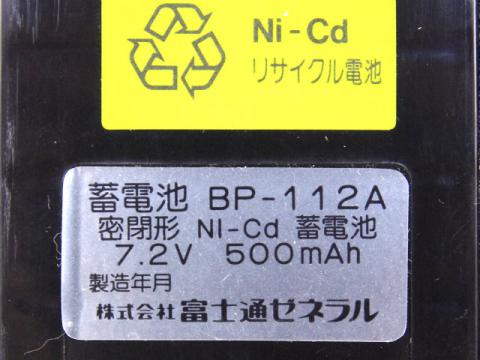 Ni-Cd
リサイクル電池
蓄電池 BP-112A
密閉形 NI-Cd 蓄電池
7.2V 500mAh
製造年月
株式会社 富士通ゼネラル